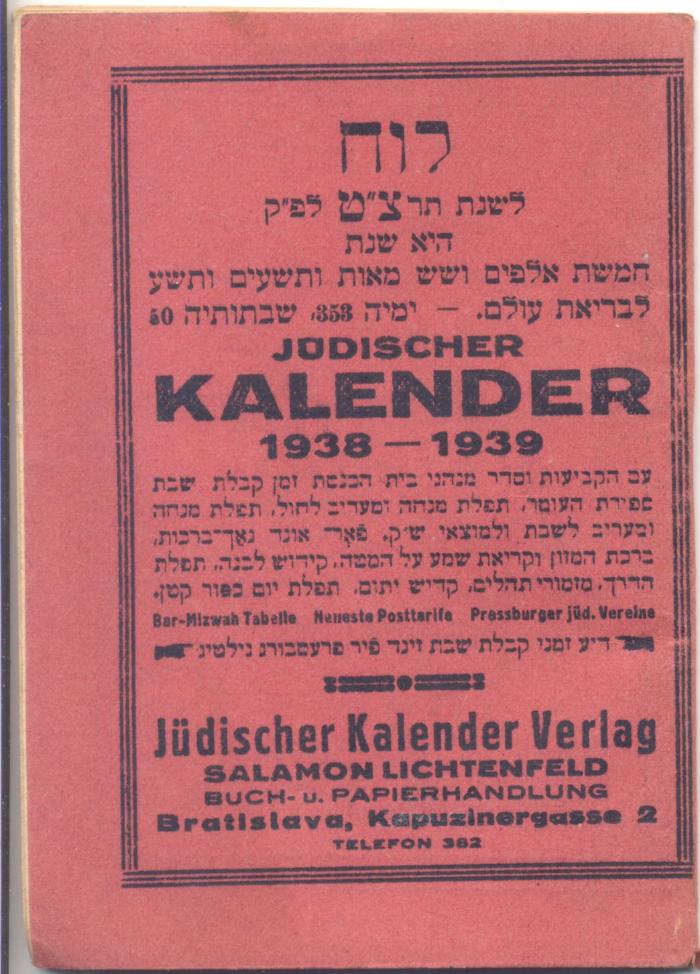 לוח
לשנת תרצ״ט לפ״ק
היא שנת
חמשת אלפים ושש מאות ותשעים ותשע
לבריאת עולם. — ימיה 353, שבתותיה 50
JÜDISCHER
KALENDER
1938 — 1939
עם הקביעות וסדר מנהגי בית הכנסת זמן קבלת שבת
ספירת העומר, תפלת מנחה ומעריב לחול, תפלת מנחה
ומעריב לשבת ולמוצאי ש״ק, פֿאָר־ אונד נאָך־ברכות,
ברכת המזון וקריאת שמע על המטה, קידוש לבנה, תפלת
הדרך, מזמורי תהלים, קדיש יתום, תפלת יום כפור קטן.
Bar-Mizwah Tabelle Neueste Posttarife Pressburger jüd. Vereine
דיע זמני קבלת שבת זינד פיר פרעסבורג גילטיג
Jüdischer Kalender Verlag
SALAMON LICHTENFELD
BUCH- u. PAPIERHANDLUNG
Bratislava, Kapuzinergasse 2
TELEFON 382